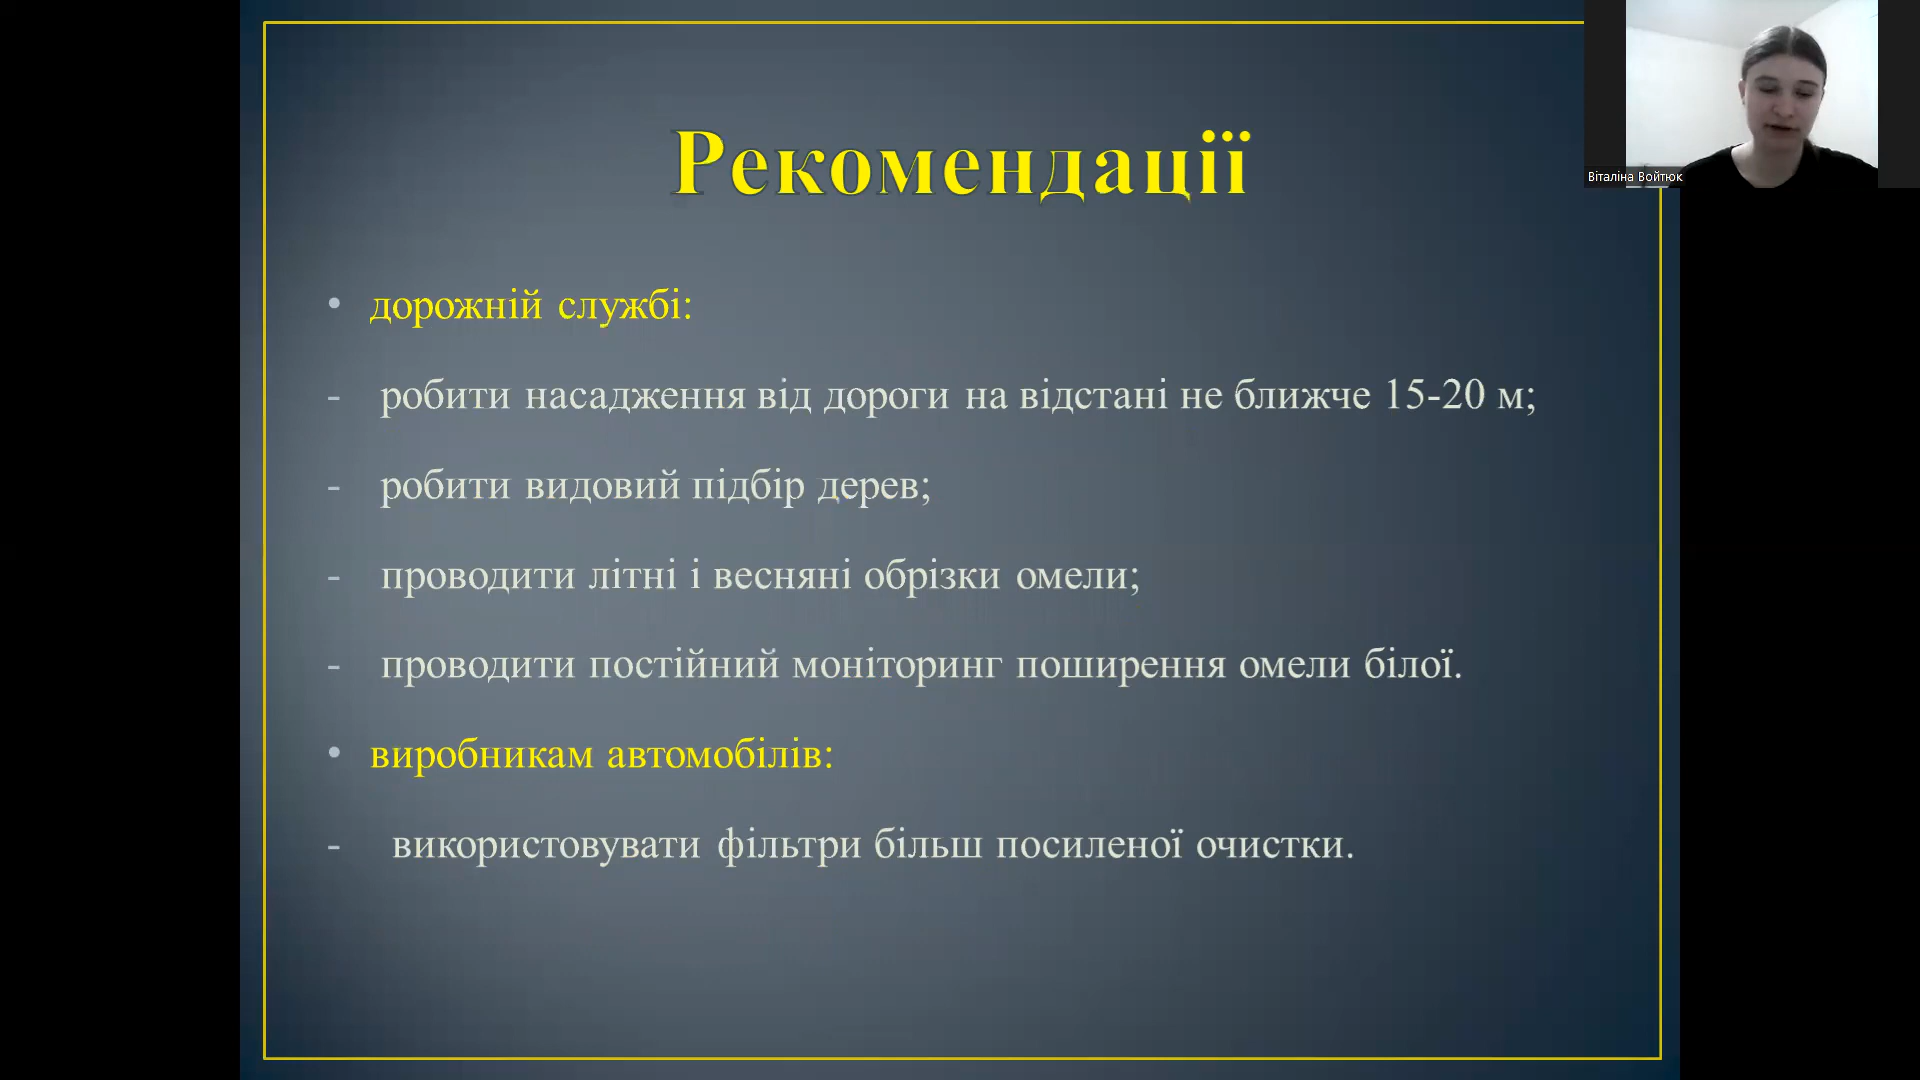 Рекомендації
Віталіна Войтюк
• дорожній службі:
- робити насадження від дороги на відстані не ближче 15-20 м;
- робити видовий підбір дерев;
- проводити літні і весняні обрізки омели;
- проводити постійний моніторинг поширення омели білої.
• виробникам автомобілів:
- використовувати фільтри більш посиленої очистки.